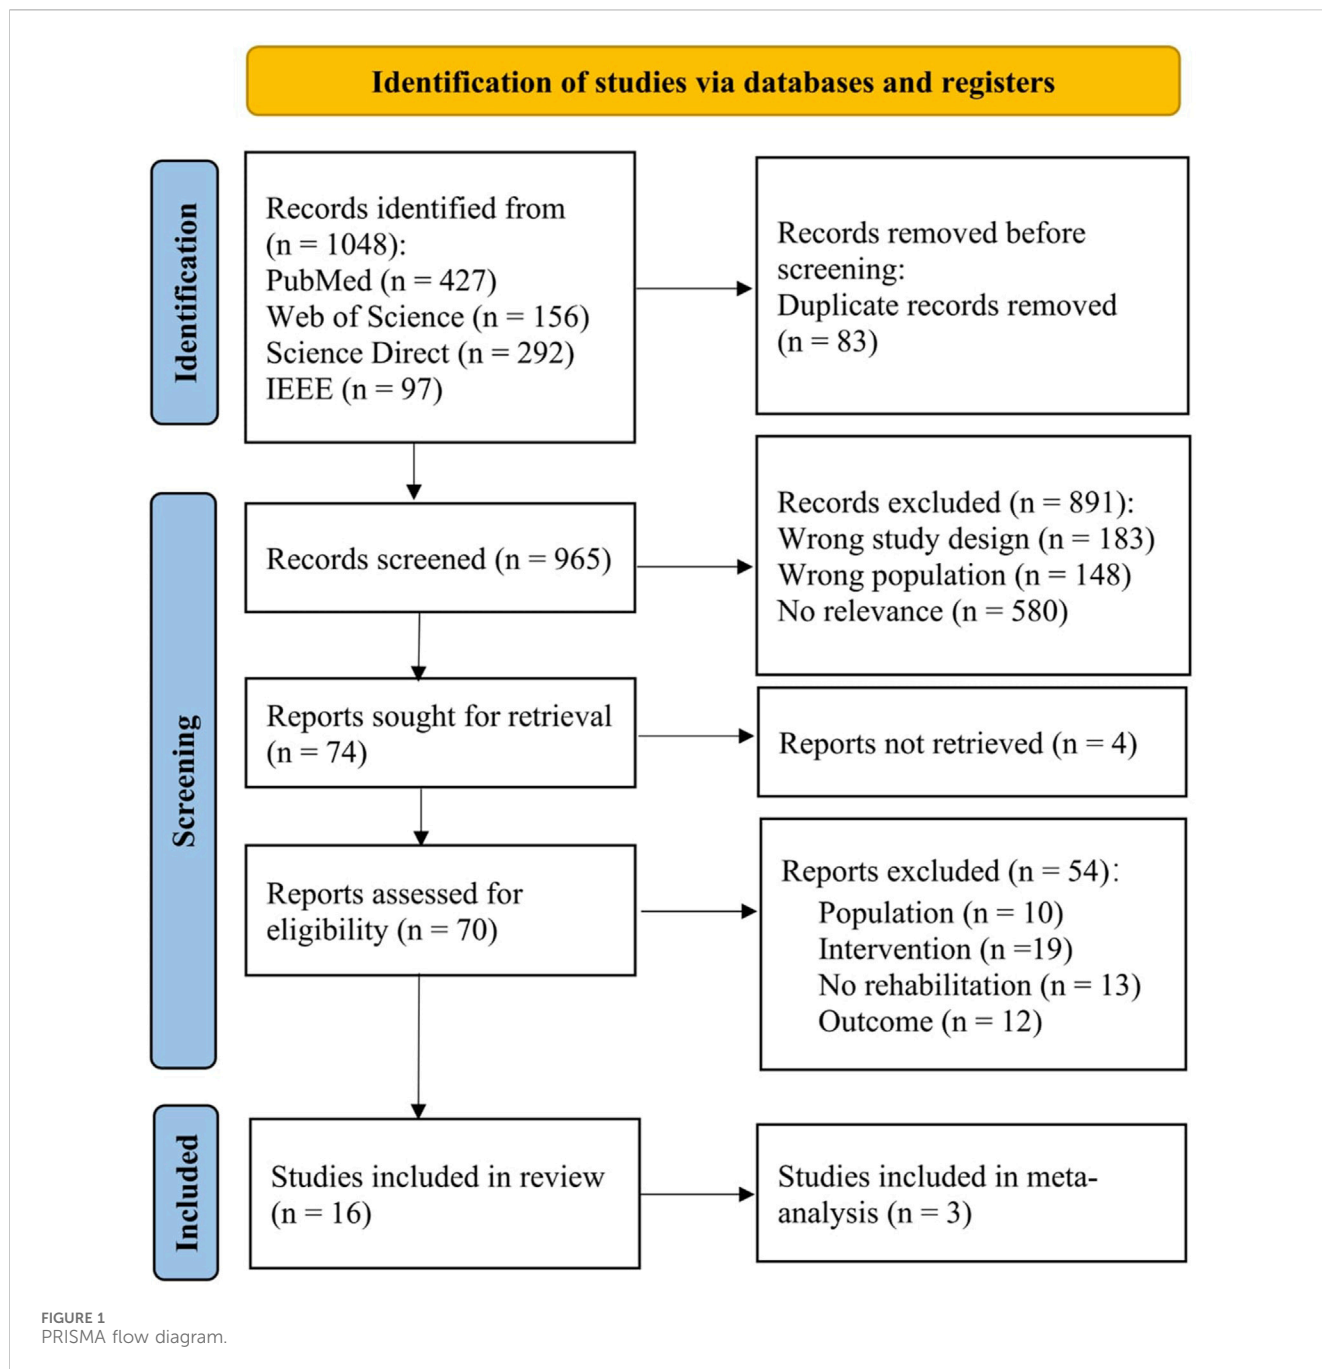 Identification of studies via databases and registers
Identification
Records identified from
(n = 1048):
PubMed (n = 427)
Web of Science (n = 156)
Science Direct (n = 292)
IEEE (n = 97)
Records removed before
screening:
Duplicate records removed
(n = 83)
Screening
Records screened (n = 965)
Records excluded (n = 891):
Wrong study design (n = 183)
Wrong population (n = 148)
No relevance (n = 580)
Reports sought for retrieval
(n = 74)
Reports not retrieved (n = 4)
Reports assessed for
eligibility (n = 70)
Reports excluded (n = 54):
Population (n = 10)
Intervention (n =19)
No rehabilitation (n = 13)
Outcome (n = 12)
Included
Studies included in review
(n = 16)
Studies included in meta-
analysis (n = 3)
FIGURE 1
PRISMA flow diagram.